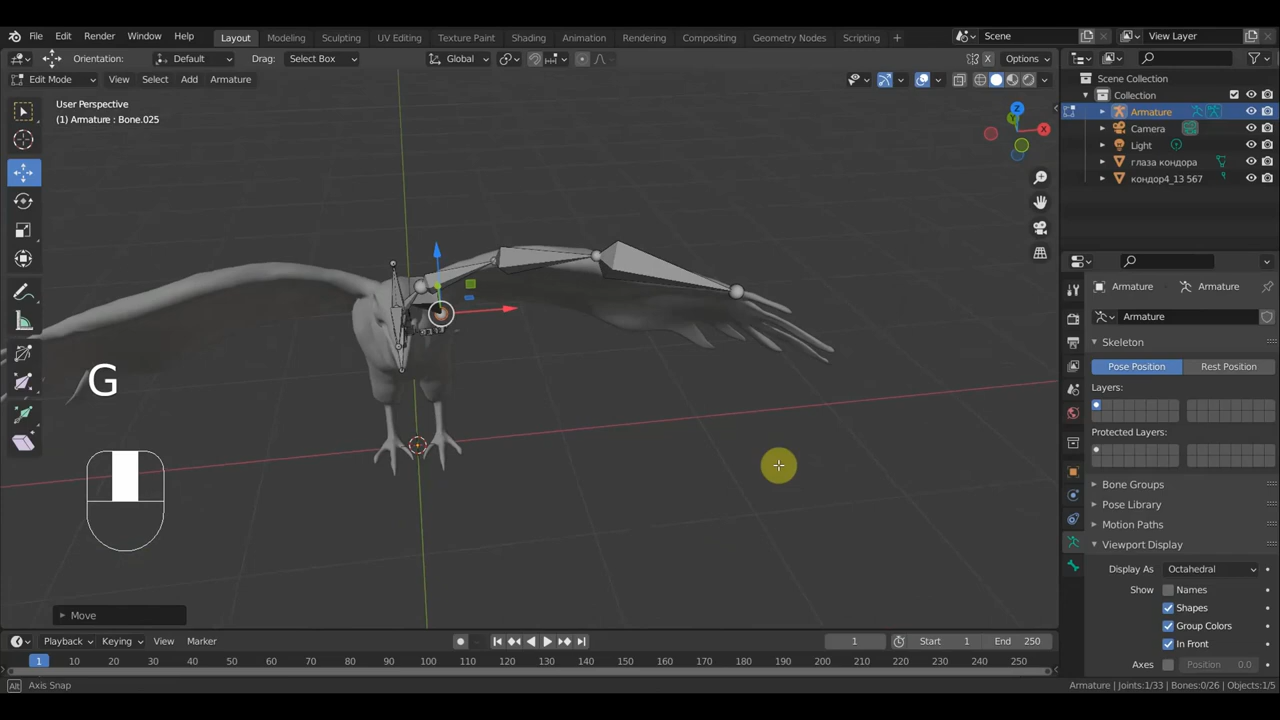 File Edit Render Window Help Layout Modeling Sculpting UV Editing Texture Paint Shading Animation Rendering Compositing Geometry Nodes Scripting + Scene View Layer
Orientation: Default Drag: Select Box Global Options
Edit Mode View Select Add Armature
User Perspective
(1) Armature : Bone.025
Scene Collection
Collection
Armature
Camera
Light
глаза кондора
кондор4_13 567
Z
Y
X
G
Armature Armature
Armature
Skeleton
Pose Position Rest Position
Layers:
Protected Layers:
Bone Groups
Pose Library
Motion Paths
Viewport Display
Display As Octahedral
Show Names
Shapes
Group Colors
In Front
Axes Position 0.0
Move
Playback Keying View Marker 1 Start 1 End 250
1 10 20 30 40 50 60 70 80 90 100 110 120 130 140 150 160 170 180 190 200 210 220 230 240 250
Alt Axis Snap Armature | Joints:1/33 | Bones:0/26 | Objects:1/5